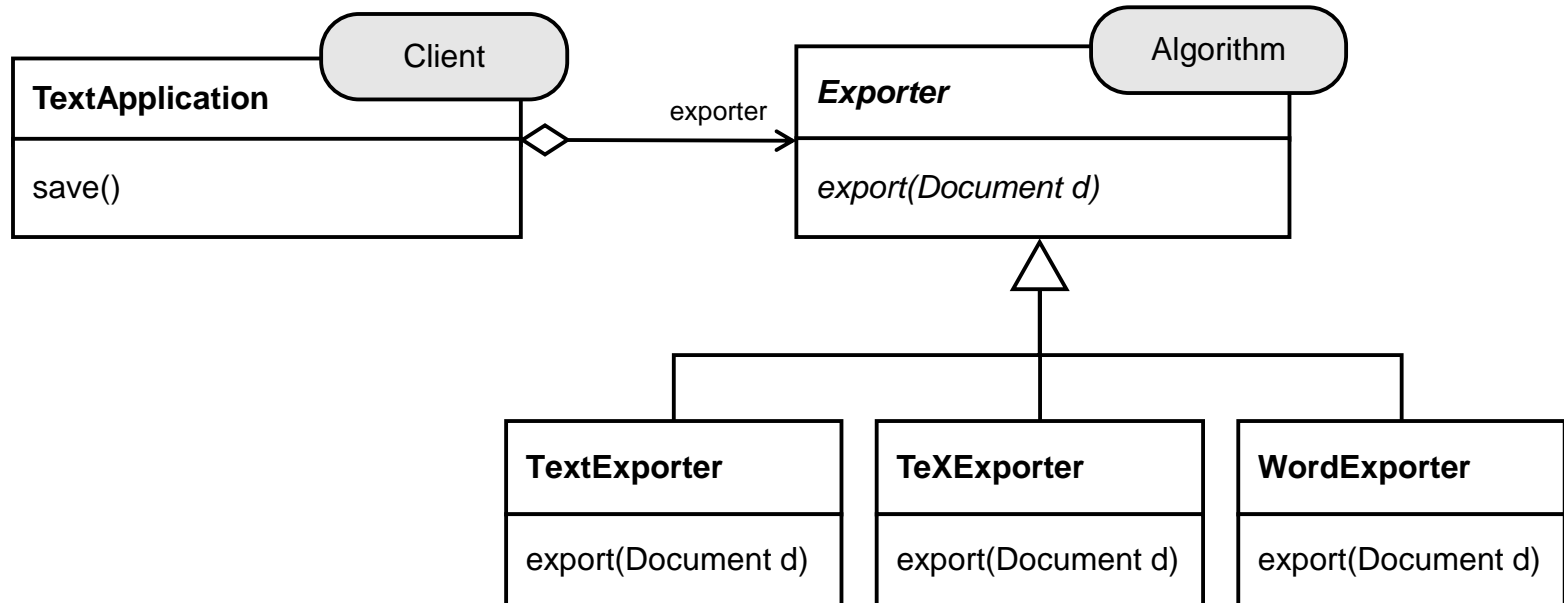 Client
TextApplication
save()
exporter
Algorithm
Exporter
export(Document d)
TextExporter
export(Document d)
TeXExporter
export(Document d)
WordExporter
export(Document d)